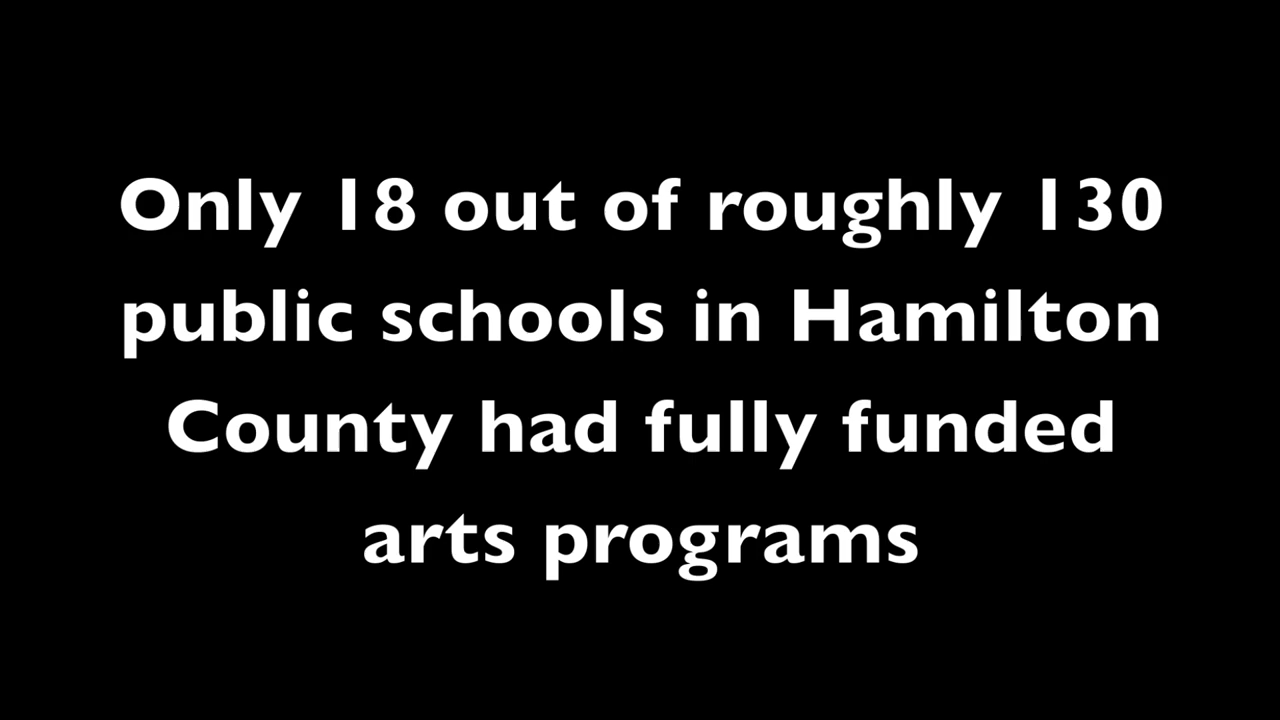 Only 18 out of roughly 130
public schools in Hamilton
County had fully funded
arts programs